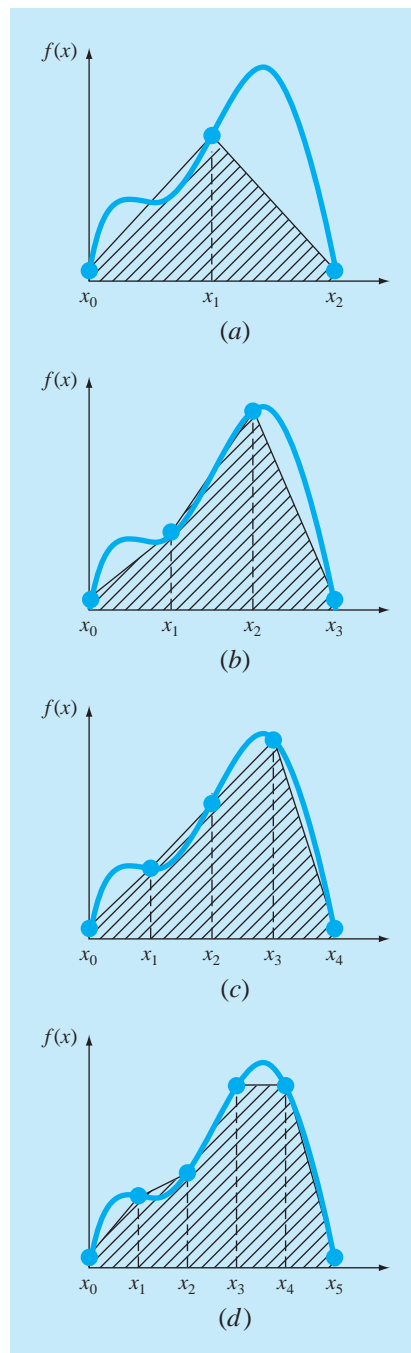 f(x)
x₀ x₁ x₂
(a)
f(x)
x₀ x₁ x₂ x₃
(b)
f(x)
x₀ x₁ x₂ x₃ x₄
(c)
f(x)
x₀ x₁ x₂ x₃ x₄ x₅
(d)